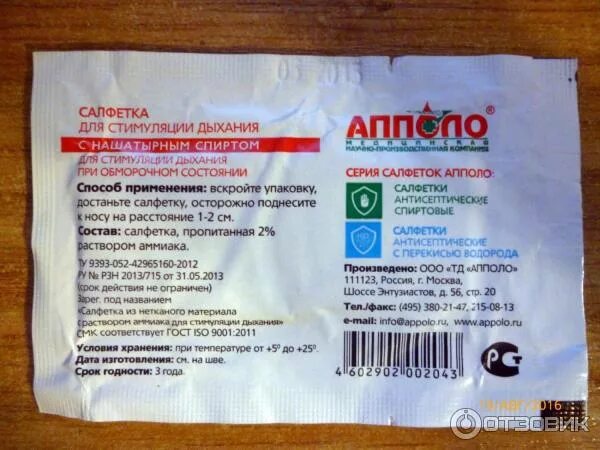 03 2013
САЛФЕТКА
ДЛЯ СТИМУЛЯЦИИ ДЫХАНИЯ
С НАШАТЫРНЫМ СПИРТОМ
ДЛЯ СТИМУЛЯЦИИ ДЫХАНИЯ
ПРИ ОБМОРОЧНОМ СОСТОЯНИИ
Способ применения: вскройте упаковку,
достаньте салфетку, осторожно поднесите
к носу на расстояние 1-2 см.
Состав: салфетка, пропитанная 2%
раствором аммиака.
ТУ 9393-052-42965160-2012
РУ № РЗН 2013/715 от 31.05.2013
(срок действия не ограничен)
Зарег. под названием
«Салфетка из нетканого материала
с раствором аммиака для стимуляции дыхания»
СМК соответствует ГОСТ ISO 9001:2011
Условия хранения: при температуре от +5° до +25°.
Дата изготовления: см. на шве.
Срок годности: 3 года.
АППОЛО®
МЕДИЦИНСКАЯ
НАУЧНО-ПРОИЗВОДСТВЕННАЯ КОМПАНИЯ
СЕРИЯ САЛФЕТОК АППОЛО:
САЛФЕТКИ
АНТИСЕПТИЧЕСКИЕ
СПИРТОВЫЕ
САЛФЕТКИ
АНТИСЕПТИЧЕСКИЕ
С ПЕРЕКИСЬЮ ВОДОРОДА
Произведено: ООО «ТД «АППОЛО»
111123, Россия, г. Москва,
Шоссе Энтузиастов, д. 56, стр. 20
Тел./факс: (495) 380-21-47, 215-08-13
e-mail: info@appolo.ru, www.appolo.ru
4 602902 002043
РСТ
ОТЗОВИК